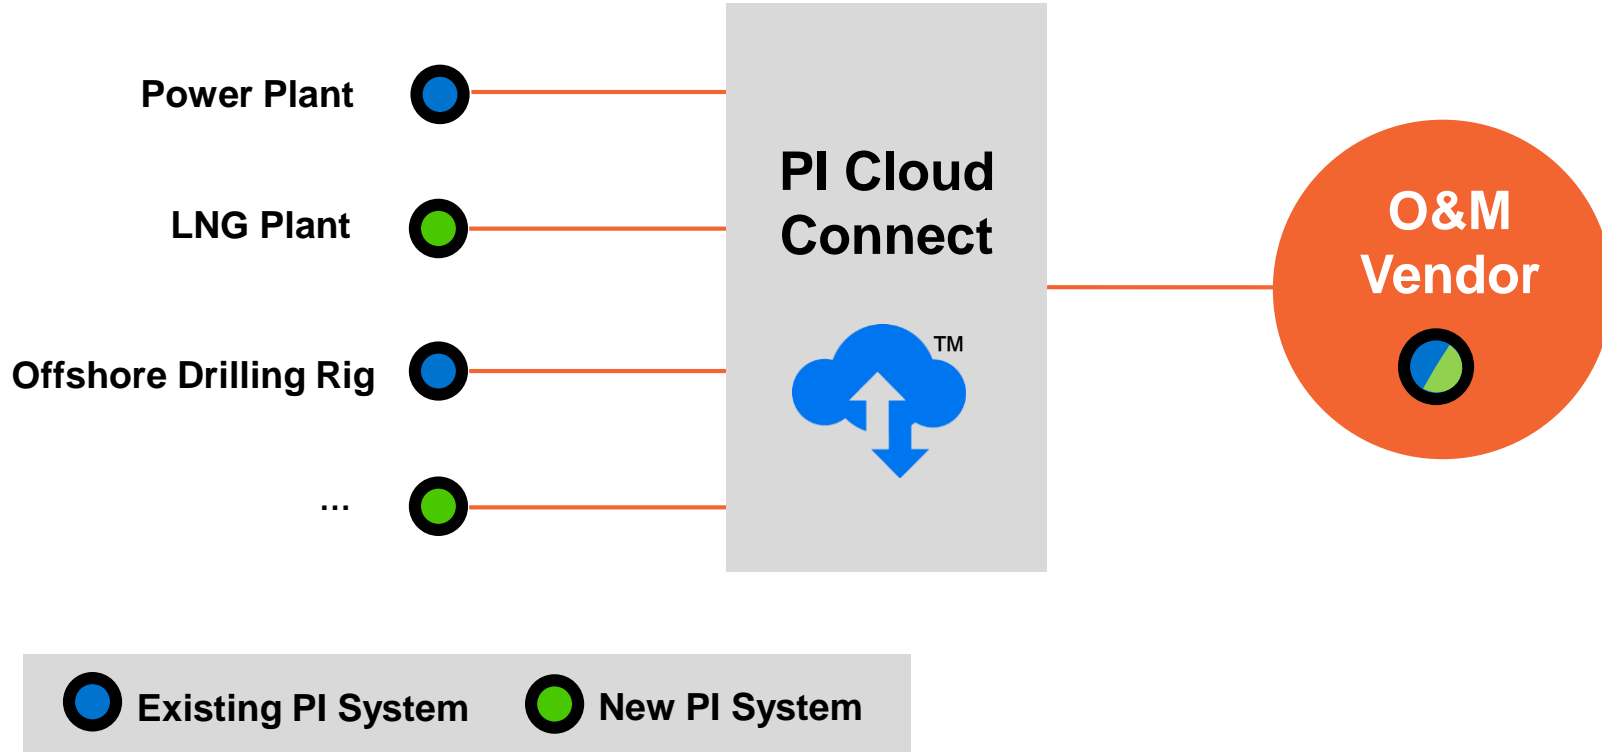 Power Plant
LNG Plant
Offshore Drilling Rig
...
PI Cloud
Connect
TM
O&M
Vendor
Existing PI System
New PI System